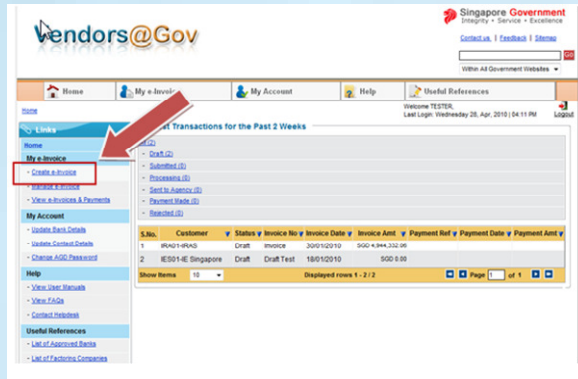 Vendors@Gov
Singapore Government
Integrity • Service • Excellence
Contact us | Feedback | Sitemap
Go
Within All Government Websites
Home
My e-Invoice
My Account
Help
Useful References
Home
Welcome TESTER,
Last Login: Wednesday 28, Apr, 2010 | 04:11 PM
Logout
Links
Home
My e-Invoice
- Create e-Invoice
- Manage e-Invoice
- View e-Invoices & Payments
My Account
- Update Bank Details
- Update Contact Details
- Change AGD Password
Help
- View User Manuals
- View FAQs
- Contact Helpdesk
Useful References
- List of Approved Banks
- List of Factoring Companies
Transactions for the Past 2 Weeks
All (2)
- Draft (2)
- Submitted (0)
- Processing (0)
- Sent to Agency (0)
- Payment Made (0)
- Rejected (0)
S.No. Customer Status Invoice No Invoice Date Invoice Amt Payment Ref Payment Date Payment Amt
1 IRA01-IRAS Draft Invoice 30/01/2010 SGD 4,944,332.06
2 IES01-IE Singapore Draft Draft Test 18/01/2010 SGD 0.00
Show Items 10 Displayed rows 1 - 2 / 2 Page 1 of 1